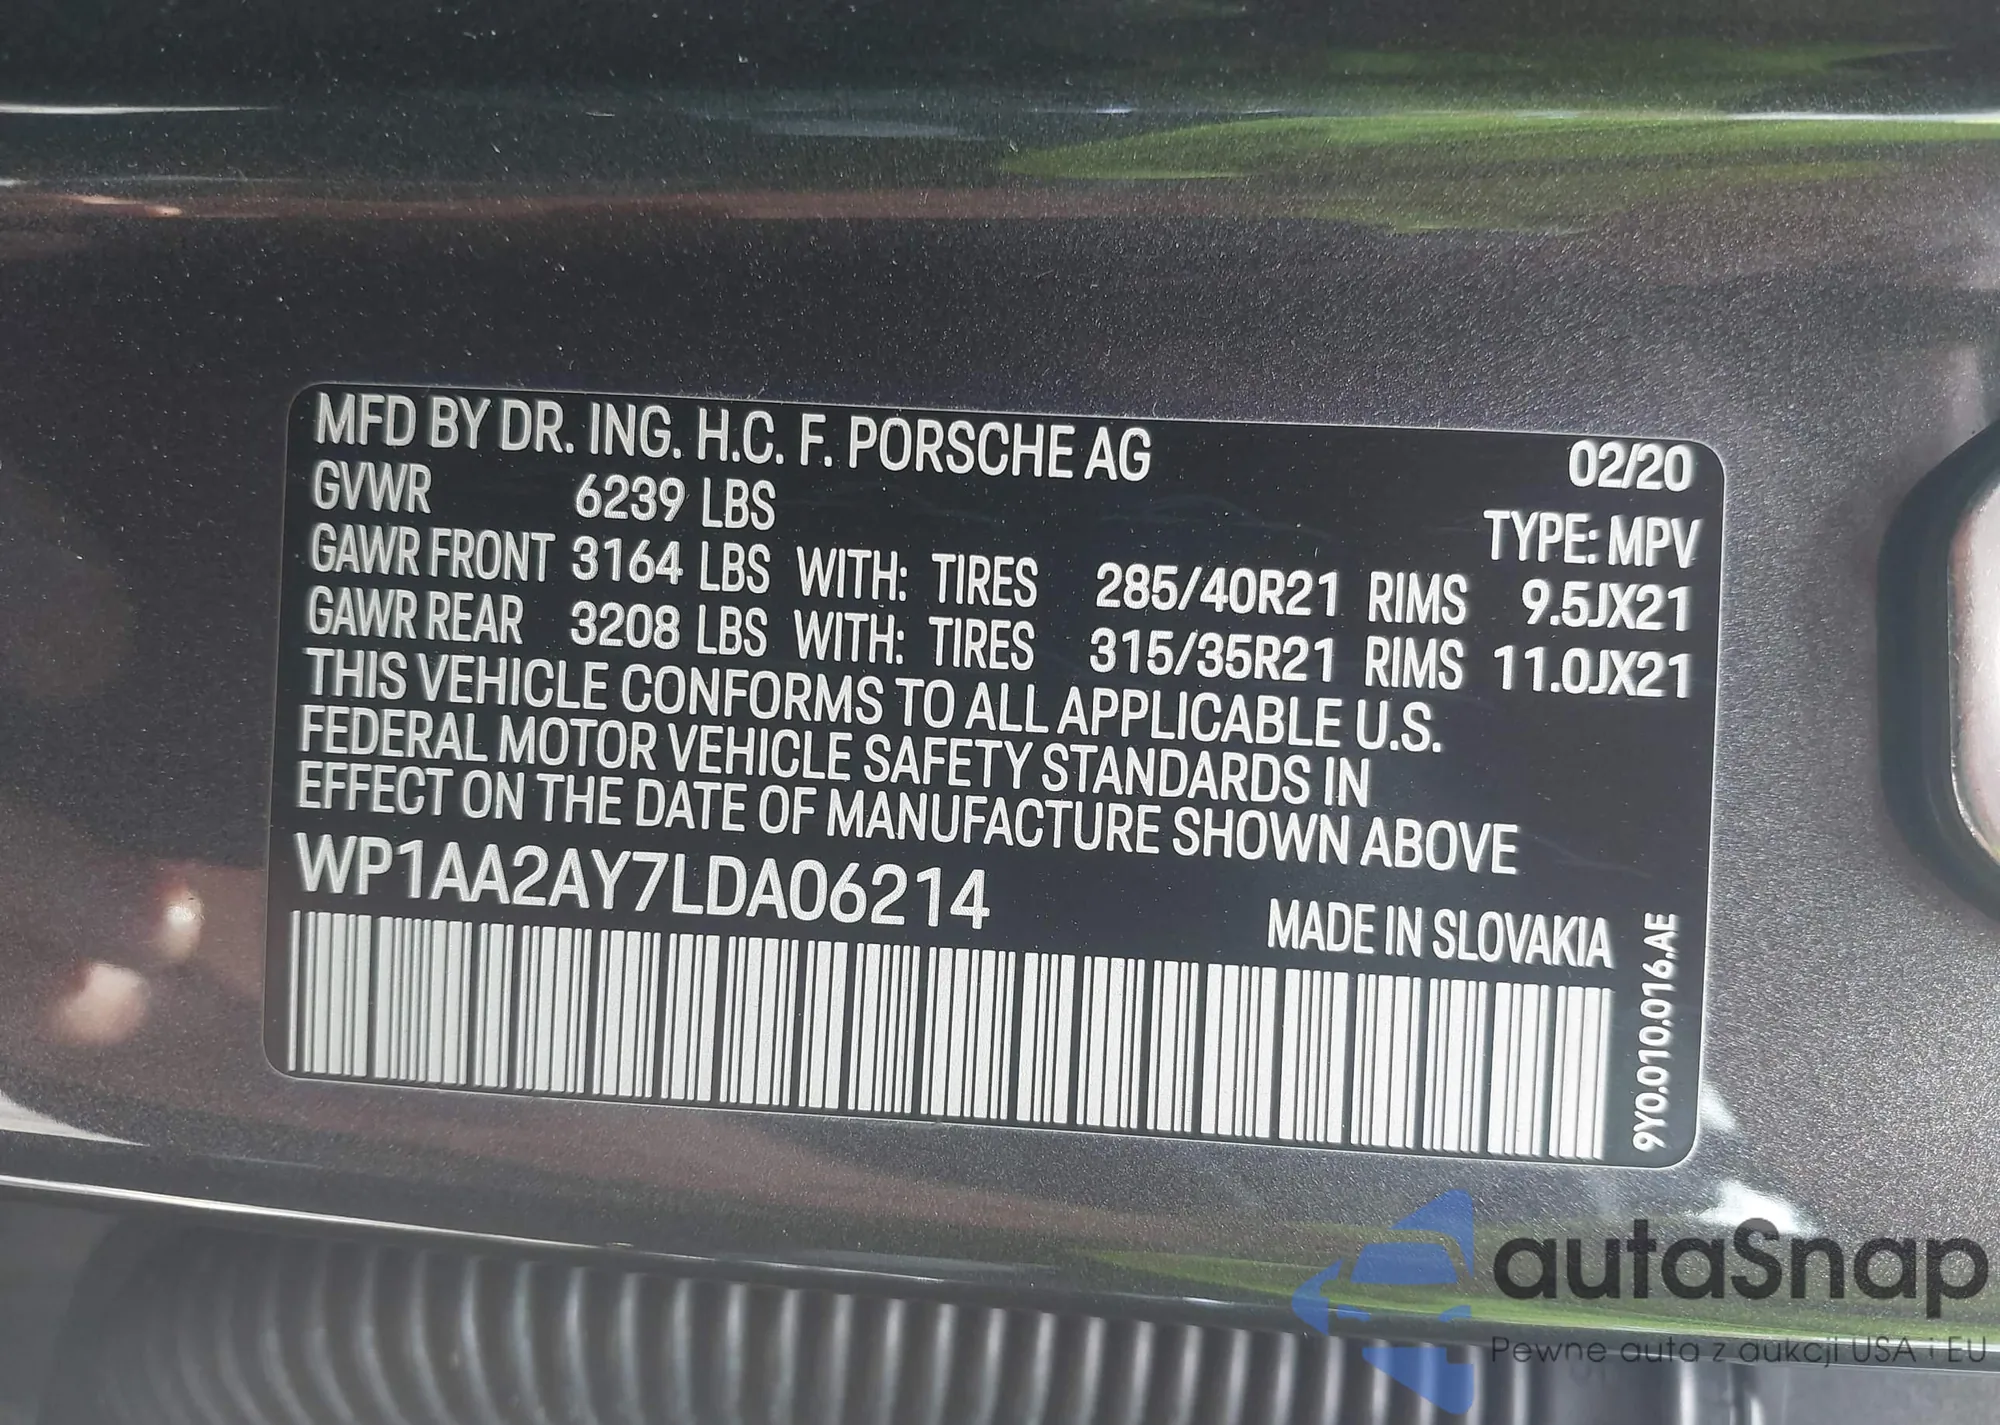 MFD BY DR. ING. H.C. F. PORSCHE AG 02/20
GVWR 6239 LBS TYPE: MPV
GAWR FRONT 3164 LBS WITH: TIRES 285/40R21 RIMS 9.5JX21
GAWR REAR 3208 LBS WITH: TIRES 315/35R21 RIMS 11.0JX21
THIS VEHICLE CONFORMS TO ALL APPLICABLE U.S.
FEDERAL MOTOR VEHICLE SAFETY STANDARDS IN
EFFECT ON THE DATE OF MANUFACTURE SHOWN ABOVE
WP1AA2AY7LDA06214
MADE IN SLOVAKIA
9Y0.010.016.AE
autaSnap
Pewne auta z aukcji USA i EU